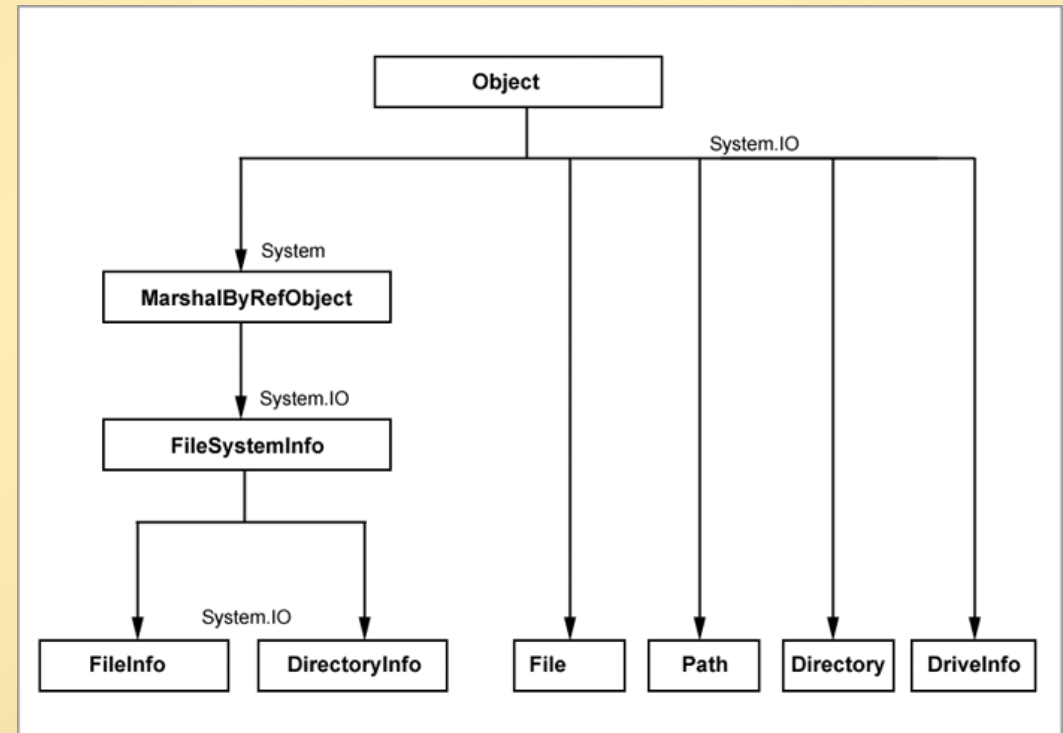 Object
System.IO
System
MarshalByRefObject
System.IO
FileSystemInfo
System.IO
FileInfo
DirectoryInfo
File
Path
Directory
DriveInfo